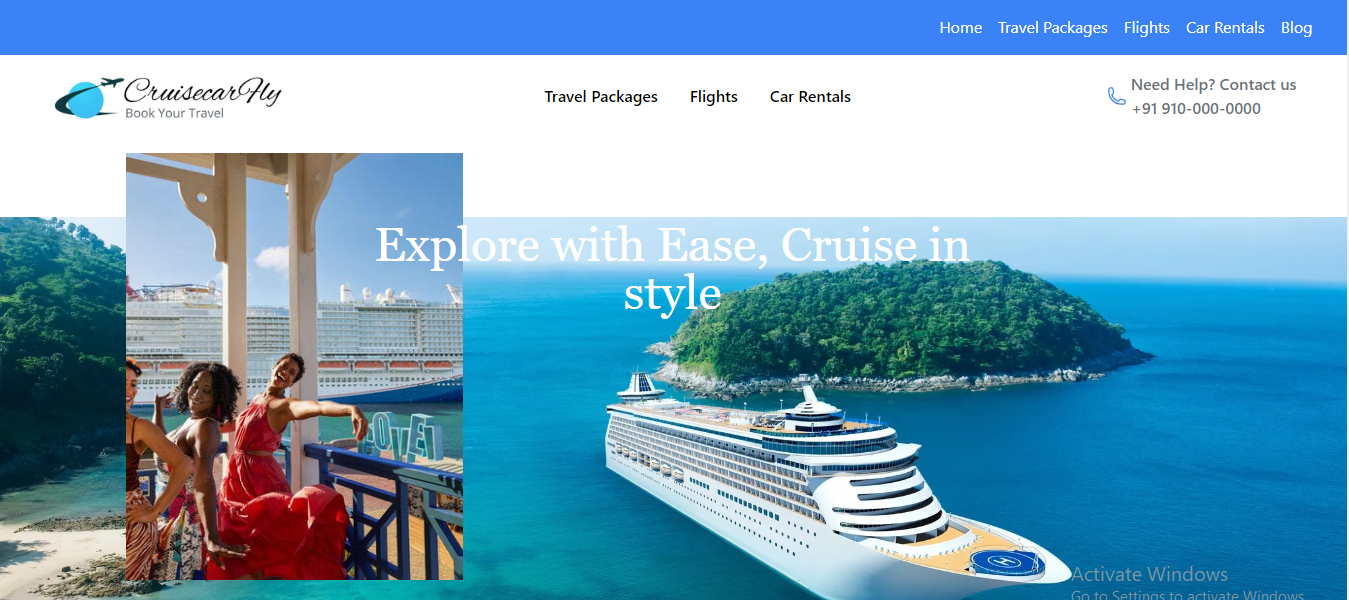 Home Travel Packages Flights Car Rentals Blog
CruisecarFly
Book Your Travel
Travel Packages Flights Car Rentals
Need Help? Contact us
+91 910-000-0000
Explore with Ease, Cruise in
style
LOVE
H
Activate Windows
Go to Settings to activate Windows.